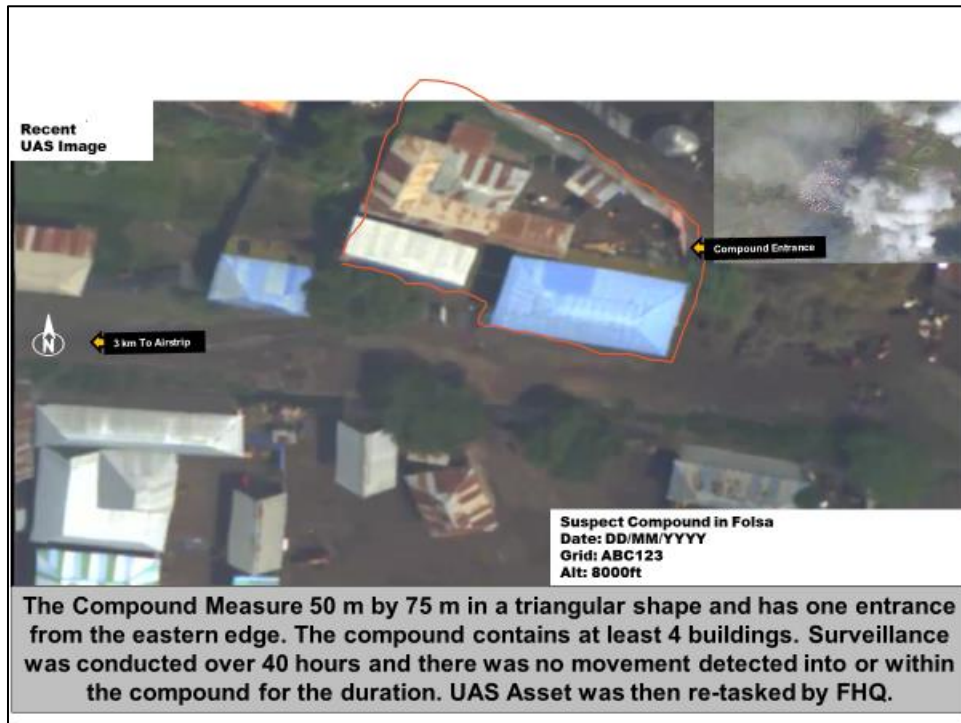 Recent
UAS Image
Compound Entrance
N
3 km To Airstrip
Suspect Compound in Folsa
Date: DD/MM/YYYY
Grid: ABC123
Alt: 8000ft
The Compound Measure 50 m by 75 m in a triangular shape and has one entrance
from the eastern edge. The compound contains at least 4 buildings. Surveillance
was conducted over 40 hours and there was no movement detected into or within
the compound for the duration. UAS Asset was then re-tasked by FHQ.